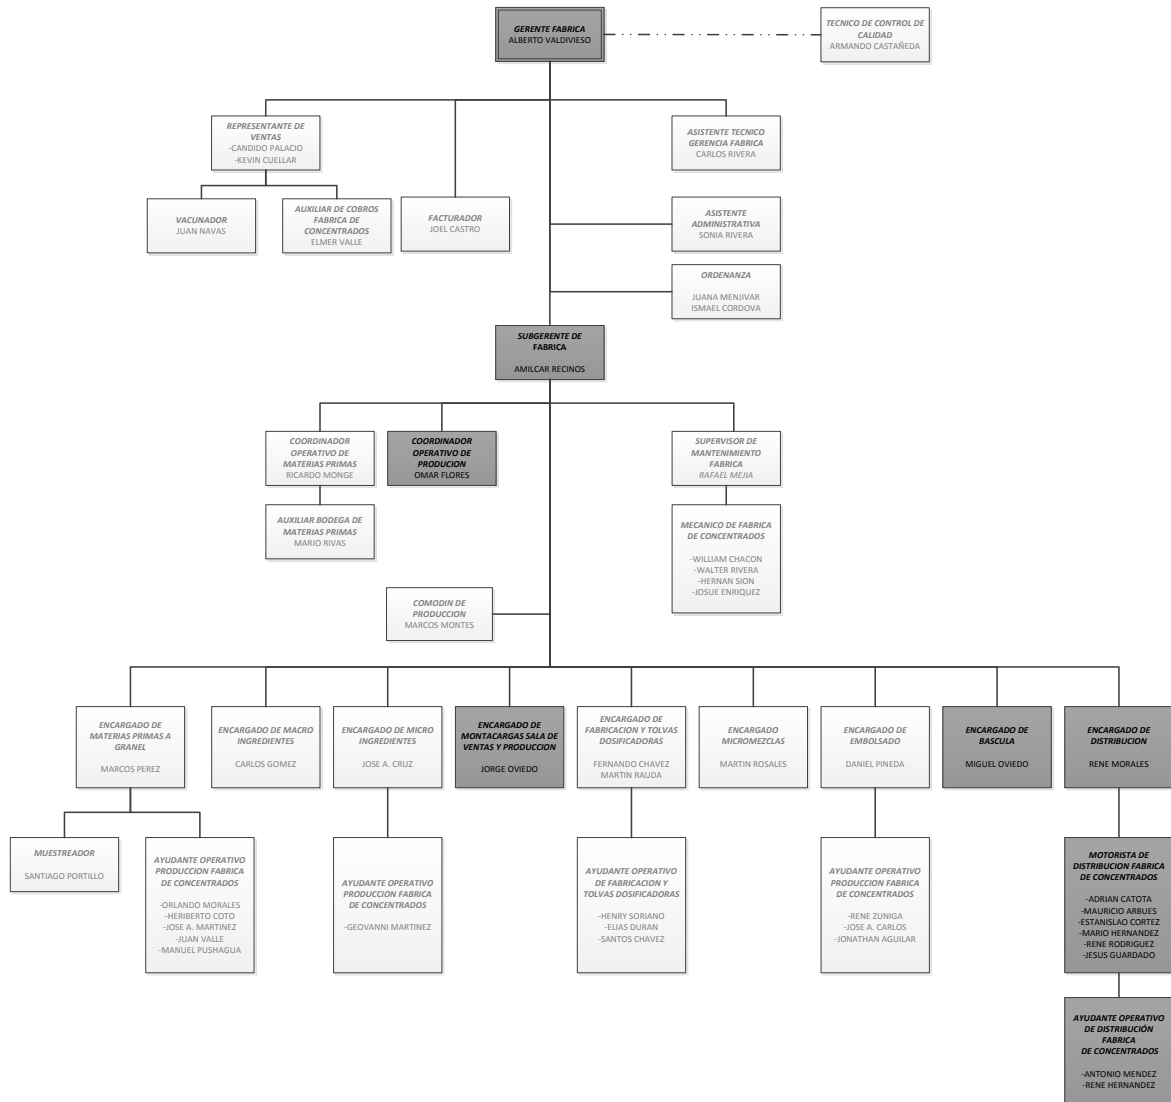 GERENTE FABRICA
ALBERTO VALDIVIESO
TECNICO DE CONTROL DE
CALIDAD
ARMANDO CASTAÑEDA
REPRESENTANTE DE
VENTAS
-CANDIDO PALACIO
-KEVIN CUELLAR
ASISTENTE TECNICO
GERENCIA FABRICA
CARLOS RIVERA
VACUNADOR
JUAN NAVAS
AUXILIAR DE COBROS
FABRICA DE
CONCENTRADOS
ELMER VALLE
FACTURADOR
JOEL CASTRO
ASISTENTE
ADMINISTRATIVA
SONIA RIVERA
ORDENANZA
JUANA MENJIVAR
ISMAEL CORDOVA
SUBGERENTE DE
FABRICA
AMILCAR RECINOS
COORDINADOR
OPERATIVO DE
MATERIAS PRIMAS
RICARDO MONGE
COORDINADOR
OPERATIVO DE
PRODUCION
OMAR FLORES
SUPERVISOR DE
MANTENIMIENTO
FABRICA
RAFAEL MEJIA
AUXILIAR BODEGA DE
MATERIAS PRIMAS
MARIO RIVAS
MECANICO DE FABRICA
DE CONCENTRADOS
-WILLIAM CHACON
-WALTER RIVERA
-HERNAN SION
-JOSUE ENRIQUEZ
COMODIN DE
PRODUCCION
MARCOS MONTES
ENCARGADO DE
MATERIAS PRIMAS A
GRANEL
MARCOS PEREZ
ENCARGADO DE MACRO
INGREDIENTES
CARLOS GOMEZ
ENCARGADO DE MICRO
INGREDIENTES
JOSE A. CRUZ
ENCARGADO DE
MONTACARGAS SALA DE
VENTAS Y PRODUCCION
JORGE OVIEDO
ENCARGADO DE
FABRICACION Y TOLVAS
DOSIFICADORAS
FERNANDO CHAVEZ
MARTIN RAUDA
ENCARGADO
MICROMEZCLAS
MARTIN ROSALES
ENCARGADO DE
EMBOLSADO
DANIEL PINEDA
ENCARGADO DE
BASCULA
MIGUEL OVIEDO
ENCARGADO DE
DISTRIBUCION
RENE MORALES
MUESTREADOR
SANTIAGO PORTILLO
AYUDANTE OPERATIVO
PRODUCCION FABRICA
DE CONCENTRADOS
-ORLANDO MORALES
-HERIBERTO COTO
-JOSE A. MARTINEZ
-JUAN VALLE
-MANUEL PUSHAGUA
AYUDANTE OPERATIVO
PRODUCCION FABRICA
DE CONCENTRADOS
-GEOVANNI MARTINEZ
AYUDANTE OPERATIVO
DE FABRICACION Y
TOLVAS DOSIFICADORAS
-HENRY SORIANO
-ELIAS DURAN
-SANTOS CHAVEZ
AYUDANTE OPERATIVO
PRODUCCION FABRICA
DE CONCENTRADOS
-RENE ZUNIGA
-JOSE A. CARLOS
-JONATHAN AGUILAR
MOTORISTA DE
DISTRIBUCION FABRICA
DE CONCENTRADOS
-ADRIAN CATOTA
-MAURICIO ARBUES
-ESTANISLAO CORTEZ
-MARIO HERNANDEZ
-RENE RODRIGUEZ
-JESUS GUARDADO
AYUDANTE OPERATIVO
DE DISTRIBUCIÓN
FABRICA
DE CONCENTRADOS
-ANTONIO MENDEZ
-RENE HERNANDEZ